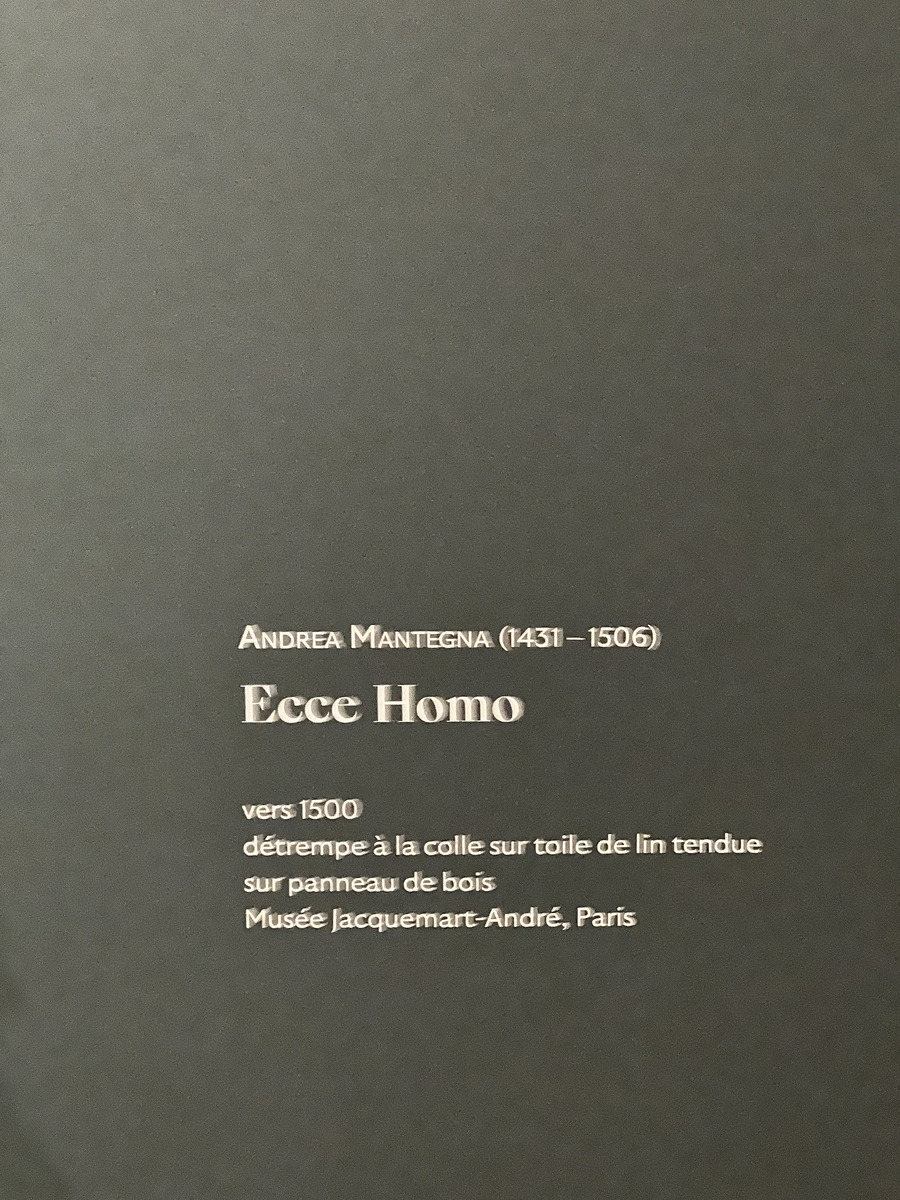 Andrea Mantegna (1431 – 1506)
Ecce Homo
vers 1500
détrempe à la colle sur toile de lin tendue
sur panneau de bois
Musée Jacquemart-André, Paris